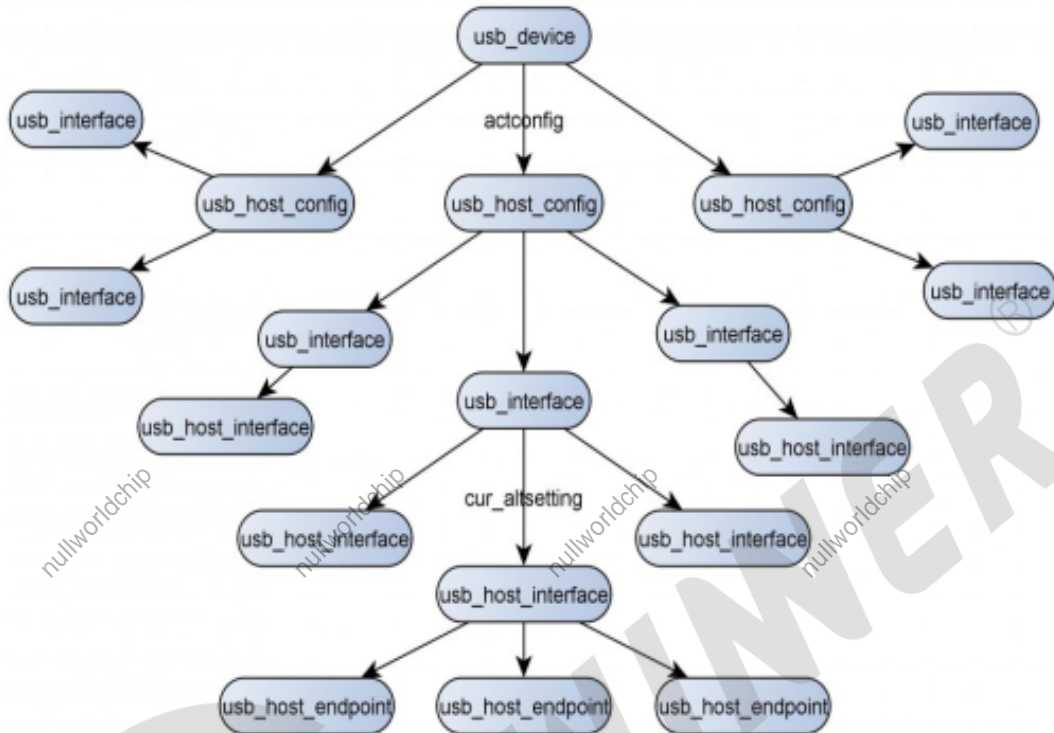 usb_device
usb_interface
actconfig
usb_interface
usb_host_config
usb_host_config
usb_host_config
usb_interface
usb_interface
usb_interface
usb_interface
usb_interface
usb_host_interface
usb_host_interface
cur_altsetting
nullworldchip
nullworldchip
nullworldchip
nullworldchip
usb_host_interface
usb_host_interface
usb_host_interface
usb_host_endpoint
usb_host_endpoint
usb_host_endpoint
WINNER
®